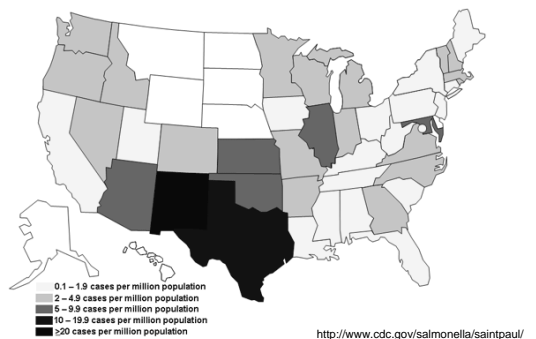 0.1 – 1.9 cases per million population
2 – 4.9 cases per million population
5 – 9.9 cases per million population
10 – 19.9 cases per million population
≥20 cases per million population
http://www.cdc.gov/salmonella/saintpaul/